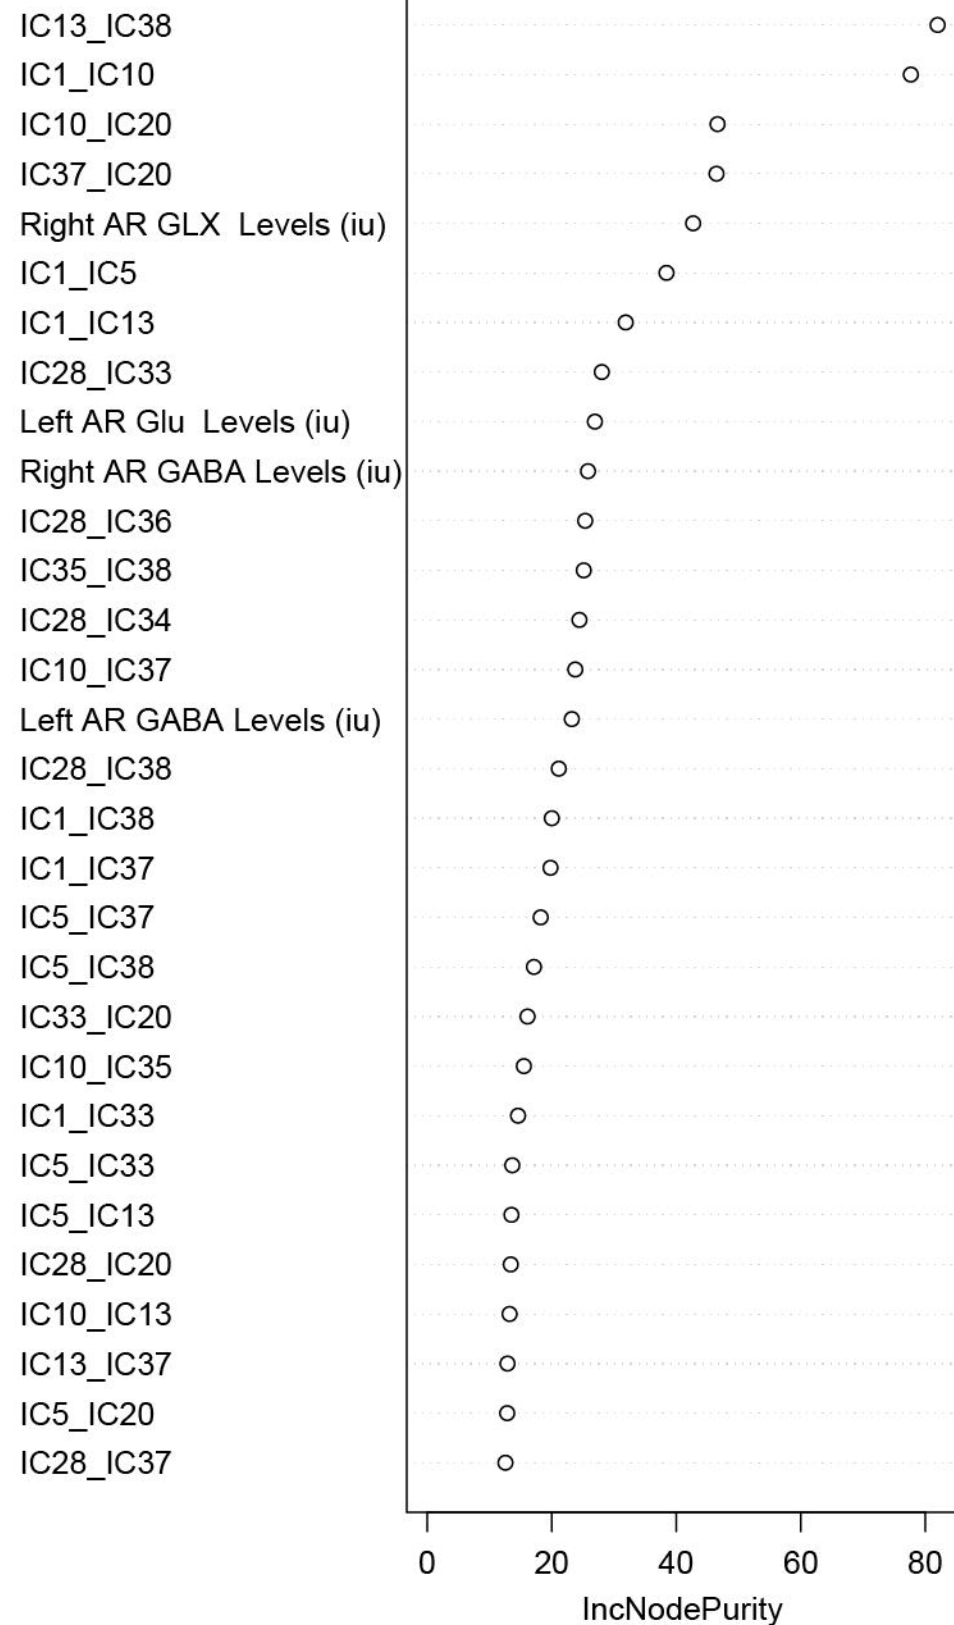 IC13_IC38
IC1_IC10
IC10_IC20
IC37_IC20
Right AR GLX  Levels (iu)
IC1_IC5
IC1_IC13
IC28_IC33
Left AR Glu  Levels (iu)
Right AR GABA Levels (iu)
IC28_IC36
IC35_IC38
IC28_IC34
IC10_IC37
Left AR GABA Levels (iu)
IC28_IC38
IC1_IC38
IC1_IC37
IC5_IC37
IC5_IC38
IC33_IC20
IC10_IC35
IC1_IC33
IC5_IC33
IC5_IC13
IC28_IC20
IC10_IC13
IC13_IC37
IC5_IC20
IC28_IC37
0 20 40 60 80
IncNodePurity